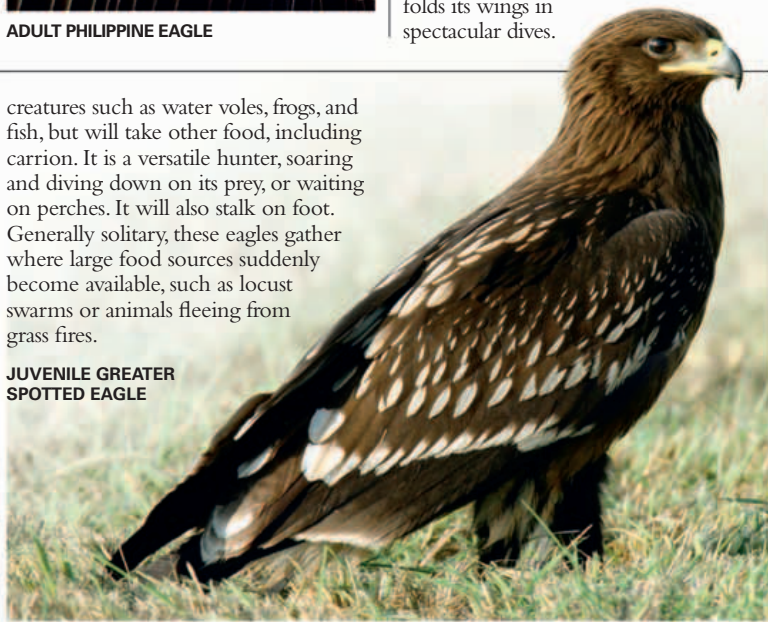 ADULT PHILIPPINE EAGLE
folds its wings in
spectacular dives.
creatures such as water voles, frogs, and
fish, but will take other food, including
carrion. It is a versatile hunter, soaring
and diving down on its prey, or waiting
on perches. It will also stalk on foot.
Generally solitary, these eagles gather
where large food sources suddenly
become available, such as locust
swarms or animals fleeing from
grass fires.
JUVENILE GREATER
SPOTTED EAGLE